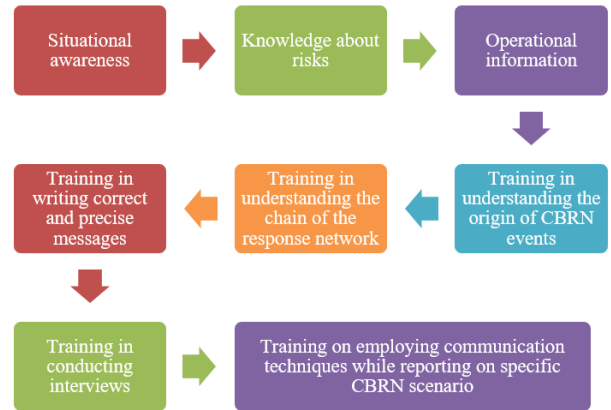 Situational
awareness
Knowledge about
risks
Operational
information
Training in
writing correct
and precise
messages
Training in
understanding the
chain of the
response network
Training in
understanding the
origin of CBRN
events
Training in
conducting
interviews
Training on employing communication
techniques while reporting on specific
CBRN scenario